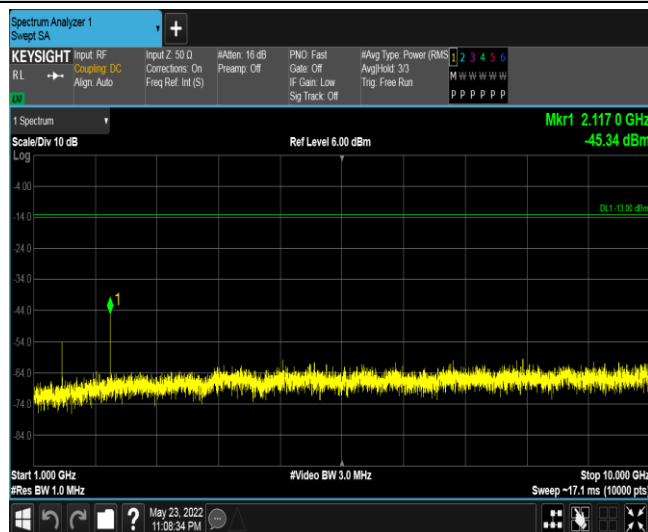 Spectrum Analyzer 1
Swept SA
+
KEYSIGHT Input: RF Input Z: 50 Ω #Atten: 16 dB PNO: Fast #Avg Type: Power (RMS 1 2 3 4 5 6
RL Coupling: DC Corrections: On Preamp: Off Gate: Off Avg|Hold: 3/3 M W W W W W
Align: Auto Freq Ref: Int (S) IF Gain: Low Trig: Free Run
Sig Track: Off P P P P P P
1 Spectrum Mkr1 2.117 0 GHz
Scale/Div 10 dB Ref Level 6.00 dBm -45.34 dBm
Log
-4.00
DL1 -13.00 dBm
-14.0
-24.0
-34.0
1
-44.0
-54.0
-64.0
-74.0
-84.0
Start 1.000 GHz #Video BW 3.0 MHz Stop 10.000 GHz
#Res BW 1.0 MHz Sweep ~17.1 ms (10000 pts)
? May 23, 2022
11:08:34 PM